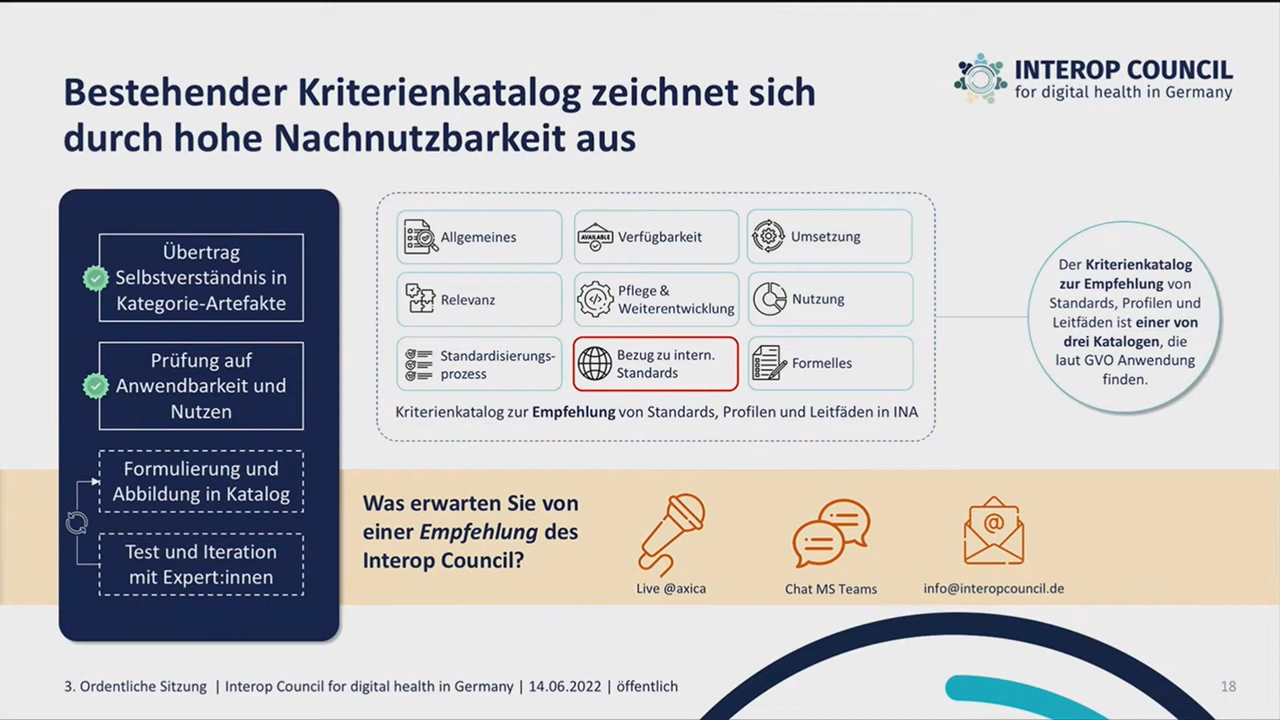 Bestehender Kriterienkatalog zeichnet sich
durch hohe Nachnutzbarkeit aus
INTEROP COUNCIL
for digital health in Germany
Übertrag
Selbstverständnis in
Kategorie-Artefakte
Prüfung auf
Anwendbarkeit und
Nutzen
Formulierung und
Abbildung in Katalog
Test und Iteration
mit Expert:innen
Allgemeines
AVAILABLE
Verfügbarkeit
Umsetzung
Relevanz
Pflege &
Weiterentwicklung
Nutzung
Standardisierungs-
prozess
Bezug zu intern.
Standards
Formelles
Kriterienkatalog zur Empfehlung von Standards, Profilen und Leitfäden in INA
Der Kriterienkatalog
zur Empfehlung von
Standards, Profilen und
Leitfäden ist einer von
drei Katalogen, die
laut GVO Anwendung
finden.
Was erwarten Sie von
einer Empfehlung des
Interop Council?
Live @axica
Chat MS Teams
@
info@interopcouncil.de
3. Ordentliche Sitzung | Interop Council for digital health in Germany | 14.06.2022 | öffentlich
18